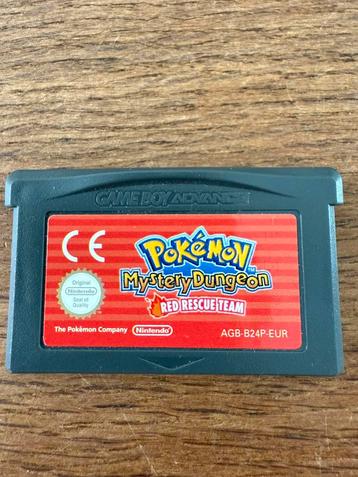 GAME BOY ADVANCE
CE
POKéMON
Mystery Dungeon
RED RESCUE TEAM
Original
Nintendo
Seal of
Quality
The Pokémon Company
Nintendo
AGB-B24P-EUR